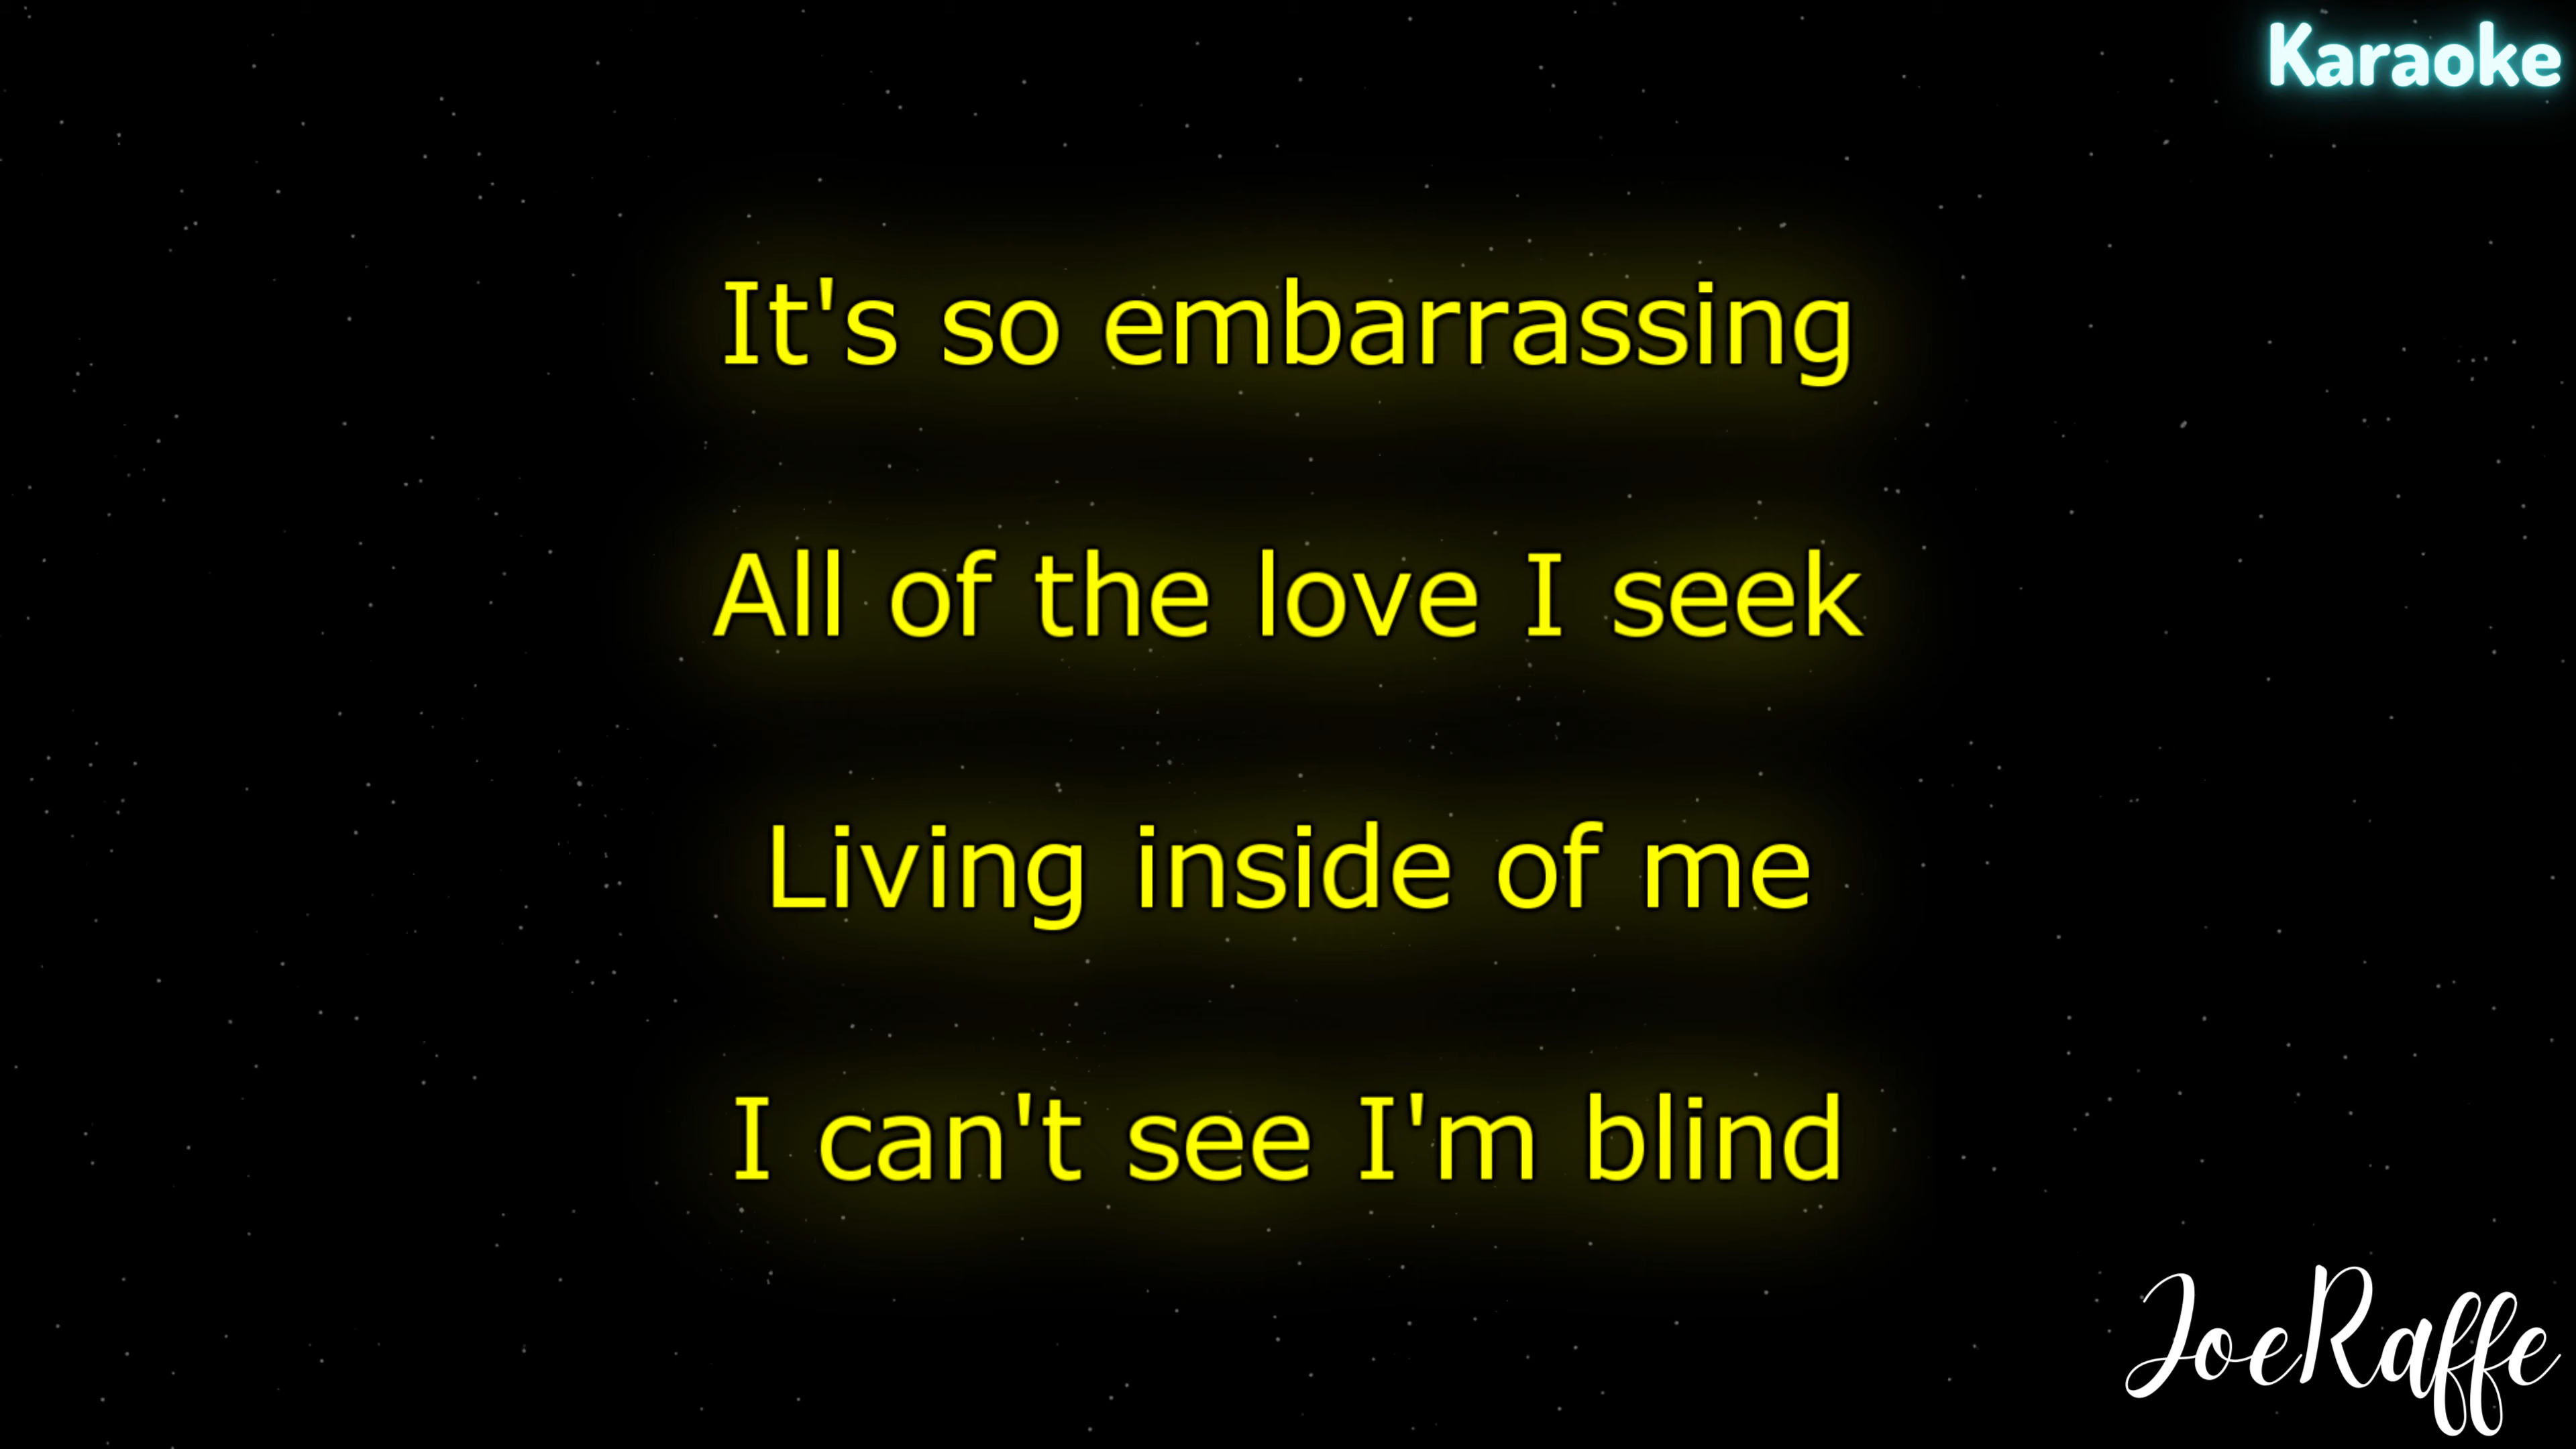 Karaoke
It's so embarrassing
All of the love I seek
Living inside of me
I can't see I'm blind
JoeRaffe